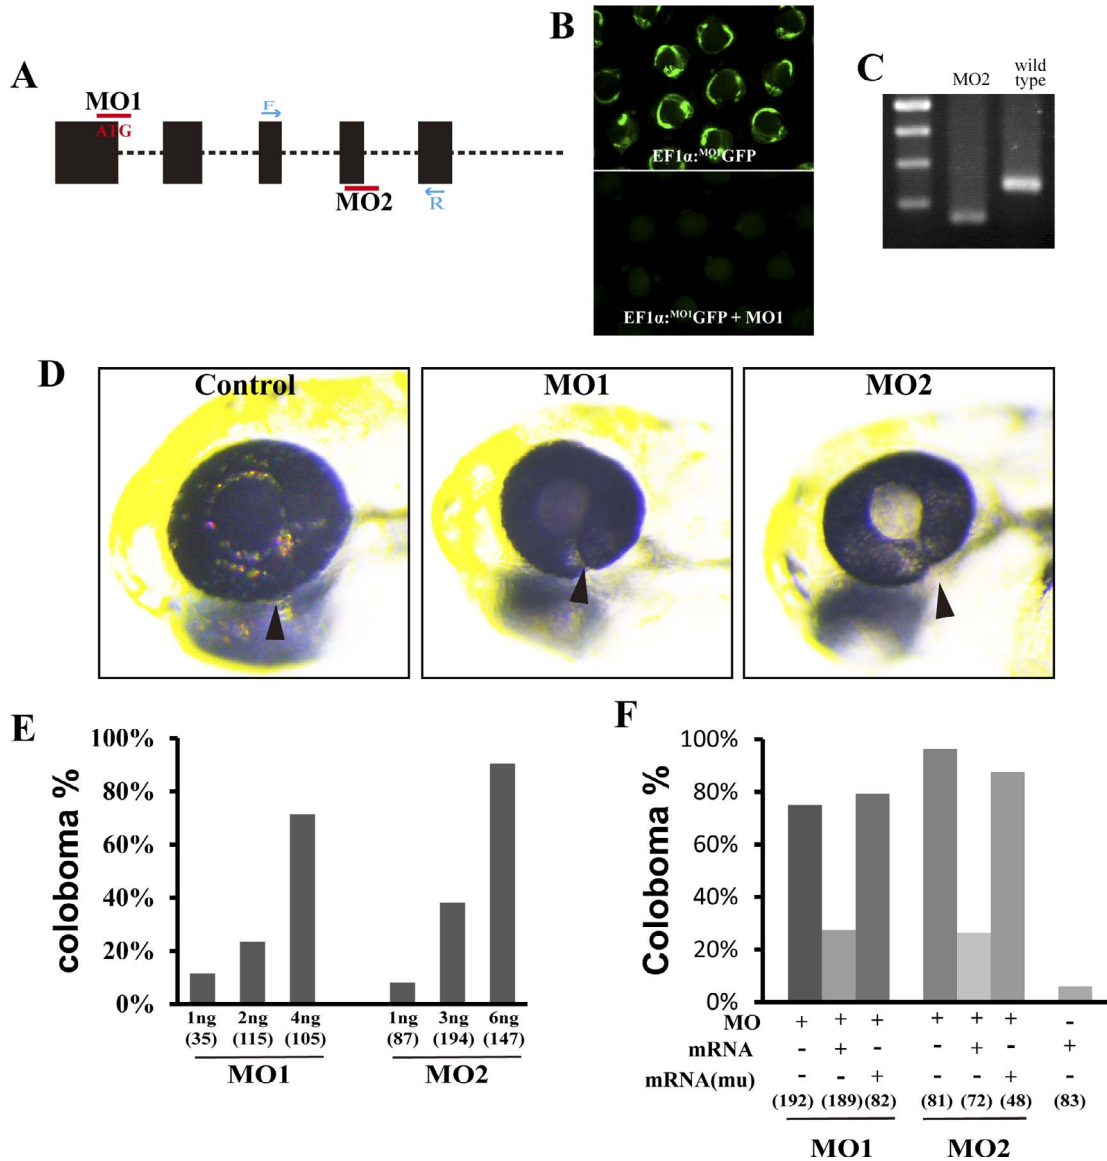 A
MO1
ATG
F
MO2
R
B
EF1α:MO1GFP
EF1α:MO1GFP + MO1
C
MO2
wild
type
D
Control
MO1
MO2
E
coloboma %
100%
80%
60%
40%
20%
0%
1ng 2ng 4ng 1ng 3ng 6ng
(35) (115) (105) (87) (194) (147)
MO1 MO2
F
Coloboma %
100%
80%
60%
40%
20%
0%
MO + + + + + + -
mRNA - + - - + - +
mRNA(mu) - - + - - + -
(192) (189) (82) (81) (72) (48) (83)
MO1 MO2